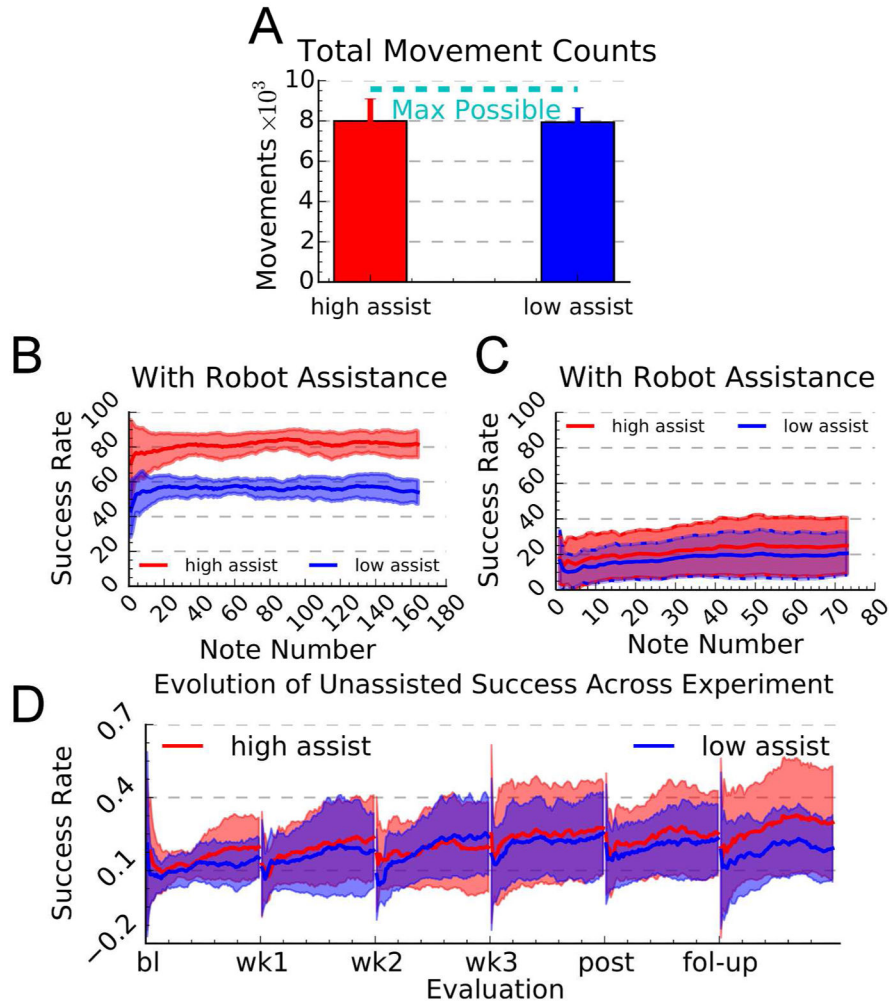 A
Total Movement Counts
Movements ×10³
10
8
6
4
2
0
Max Possible
high assist
low assist
B
With Robot Assistance
Success Rate
100
80
60
40
20
0
high assist
low assist
0 20 40 60 80 100 120 140 160 180
Note Number
C
With Robot Assistance
Success Rate
100
80
60
40
20
0
high assist
low assist
0 10 20 30 40 50 60 70 80
Note Number
D
Evolution of Unassisted Success Across Experiment
Success Rate
0.7
0.4
0.1
−0.2
high assist
low assist
bl wk1 wk2 wk3 post fol-up
Evaluation